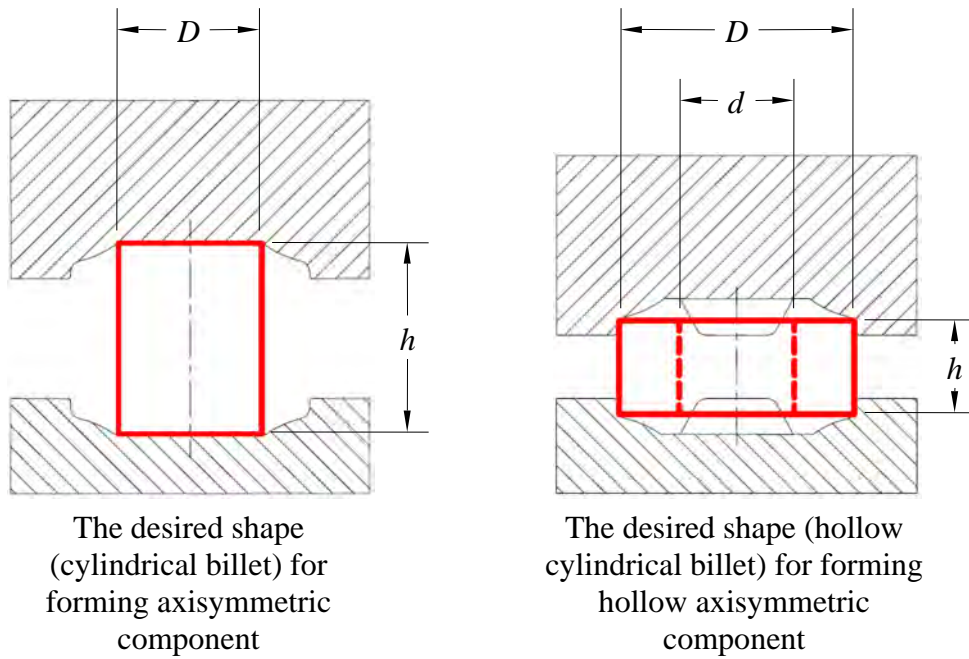 D
h
The desired shape
(cylindrical billet) for
forming axisymmetric
component
D
d
h
The desired shape (hollow
cylindrical billet) for forming
hollow axisymmetric
component